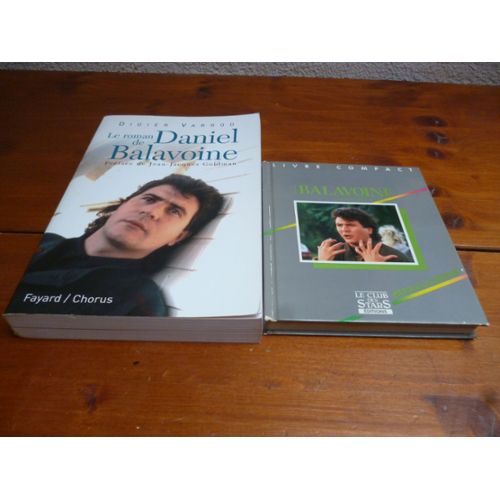 DIDIER VARROD
Le roman
de
Daniel
Balavoine
Préface de Jean-Jacques Goldman
Fayard / Chorus
LIVRE COMPACT
BALAVOINE
LE CLUB
DES
STARS
EDITIONS